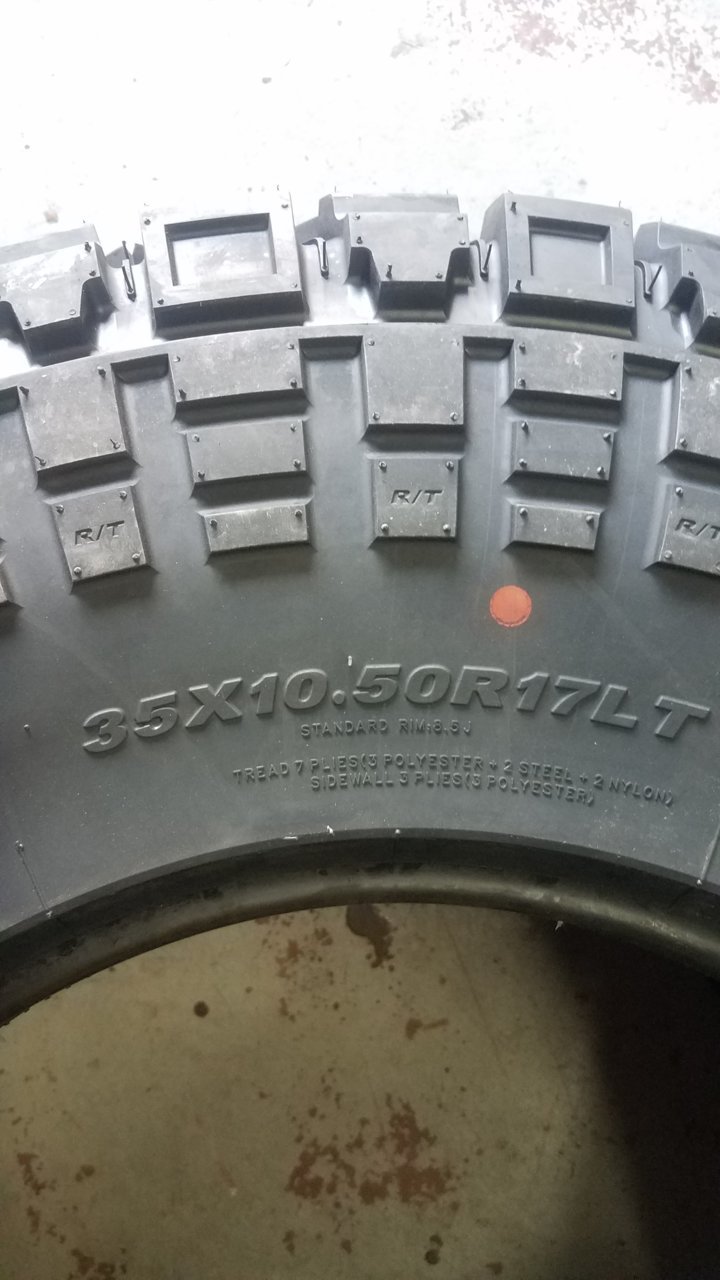 R/T
R/T
R/T
35X10.50R17LT
STANDARD RIM:8.5J
TREAD 7 PLIES(3 POLYESTER + 2 STEEL + 2 NYLON)
SIDEWALL 3 PLIES(3 POLYESTER)